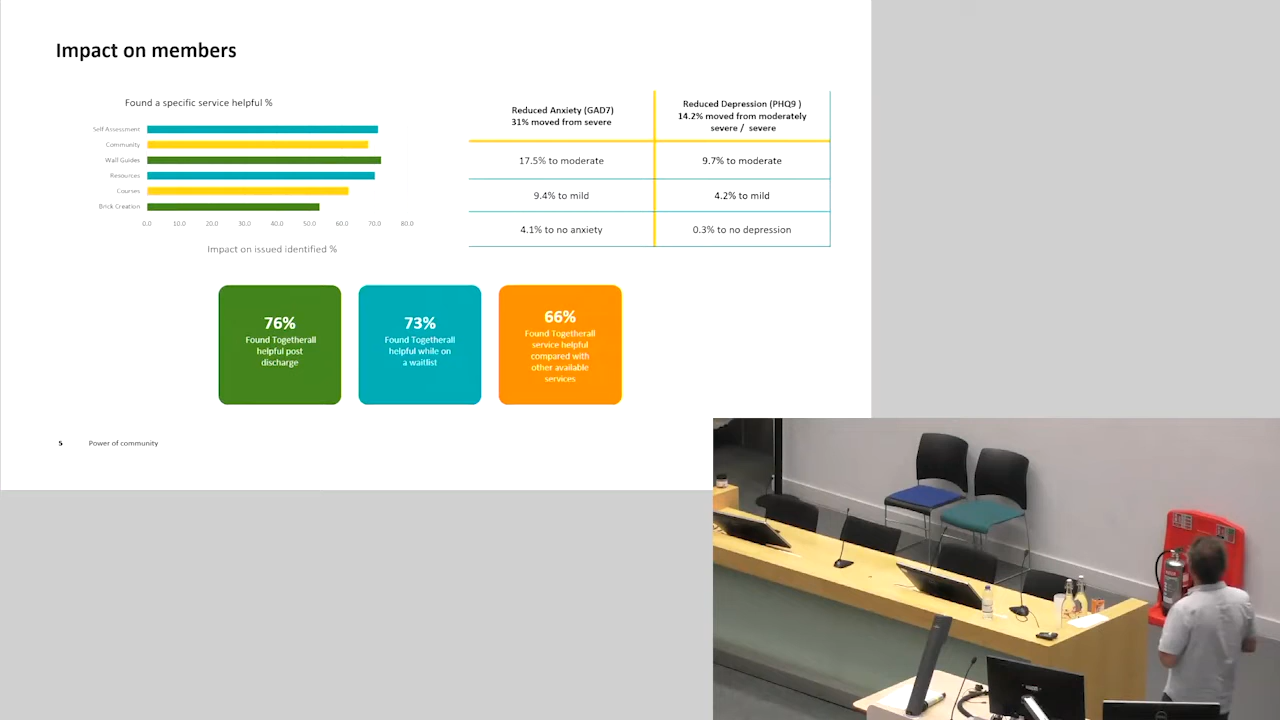 Impact on members
Found a specific service helpful %
Self Assessment
Community
Wall Guides
Resources
Courses
Brick Creation
0.0 10.0 20.0 30.0 40.0 50.0 60.0 70.0 80.0
Impact on issued identified %
Reduced Anxiety (GAD7)
31% moved from severe
Reduced Depression (PHQ9 )
14.2% moved from moderately
severe / severe
17.5% to moderate
9.7% to moderate
9.4% to mild
4.2% to mild
4.1% to no anxiety
0.3% to no depression
76%
Found Togetherall
helpful post
discharge
73%
Found Togetherall
helpful while on
a waitlist
66%
Found Togetherall
service helpful
compared with
other available
services
5 Power of community